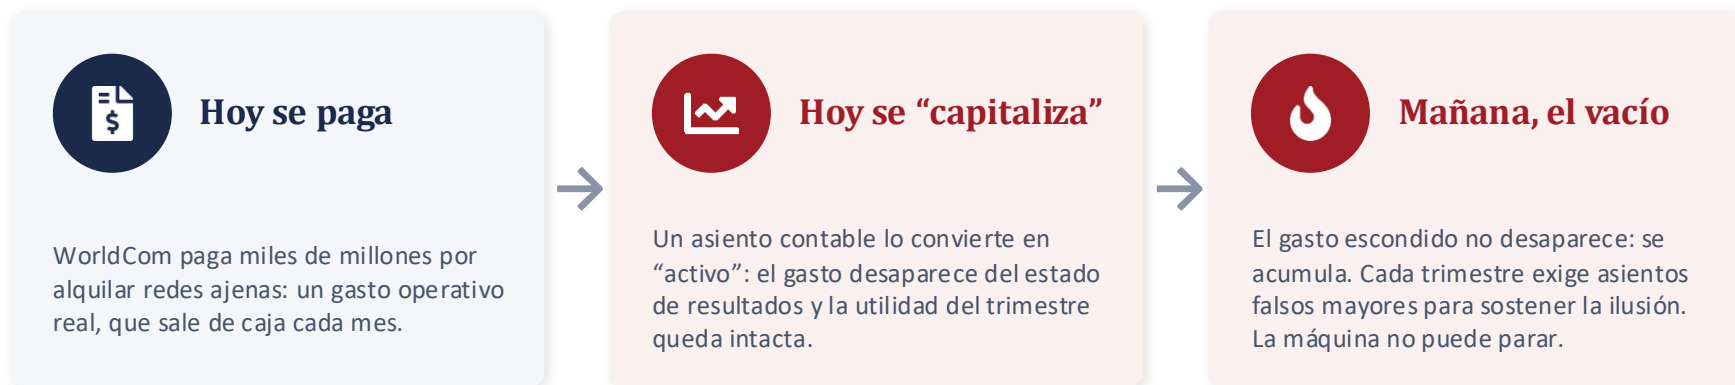 Hoy se paga
WorldCom paga miles de millones por
alquilar redes ajenas: un gasto operativo
real, que sale de caja cada mes.
Hoy se “capitaliza”
Un asiento contable lo convierte en
“activo”: el gasto desaparece del estado
de resultados y la utilidad del trimestre
queda intacta.
Mañana, el vacío
El gasto escondido no desaparece: se
acumula. Cada trimestre exige asientos
falsos mayores para sostener la ilusión.
La máquina no puede parar.